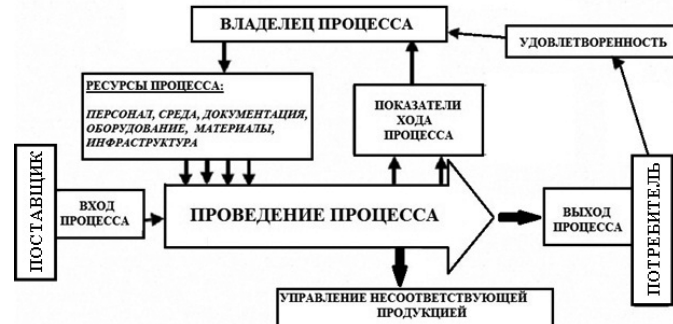 ВЛАДЕЛЕЦ ПРОЦЕССА
УДОВЛЕТВОРЕННОСТЬ
РЕСУРСЫ ПРОЦЕССА:
ПЕРСОНАЛ, СРЕДА, ДОКУМЕНТАЦИЯ,
ОБОРУДОВАНИЕ, МАТЕРИАЛЫ,
ИНФРАСТРУКТУРА
ПОКАЗАТЕЛИ
ХОДА
ПРОЦЕССА
ПОСТАВЩИК
ВХОД
ПРОЦЕССА
ПРОВЕДЕНИЕ ПРОЦЕССА
ВЫХОД
ПРОЦЕССА
ПОТРЕБИТЕЛЬ
УПРАВЛЕНИЕ НЕСООТВЕТСТВУЮЩЕЙ
ПРОДУКЦИЕЙ